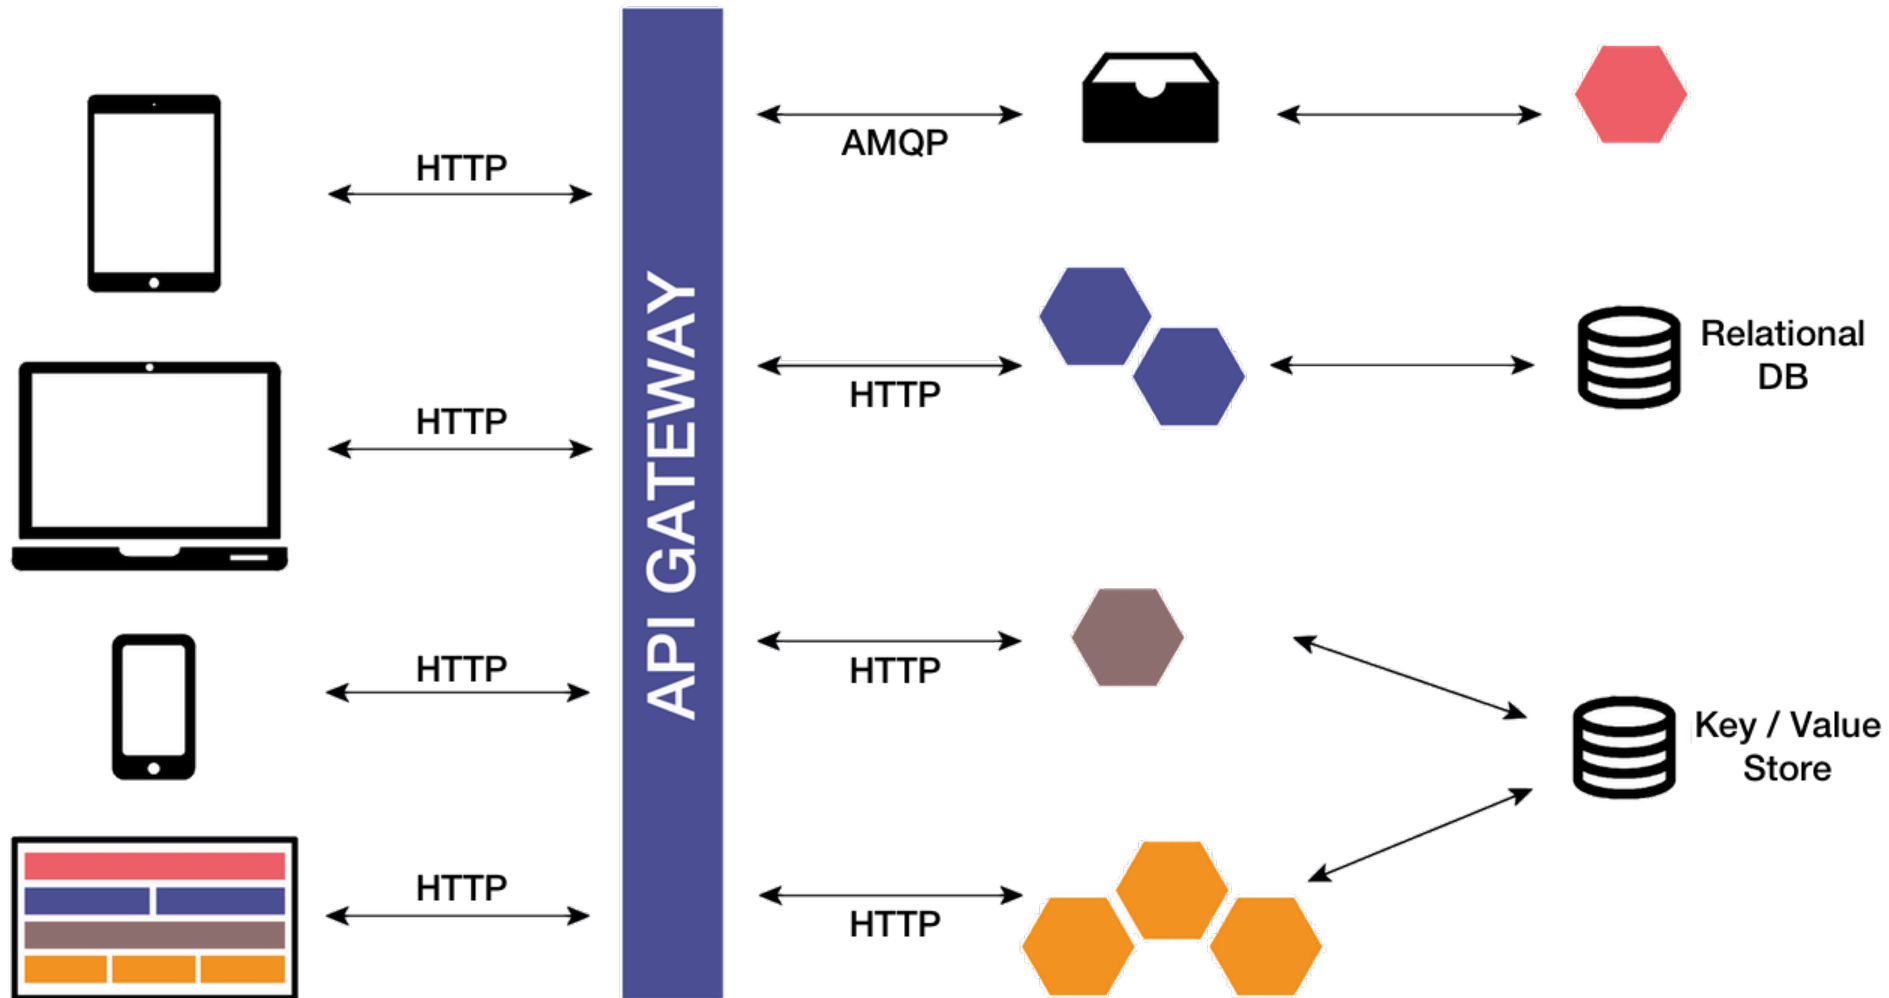 HTTP
HTTP
HTTP
HTTP
API GATEWAY
AMQP
HTTP
HTTP
HTTP
Relational
DB
Key / Value
Store